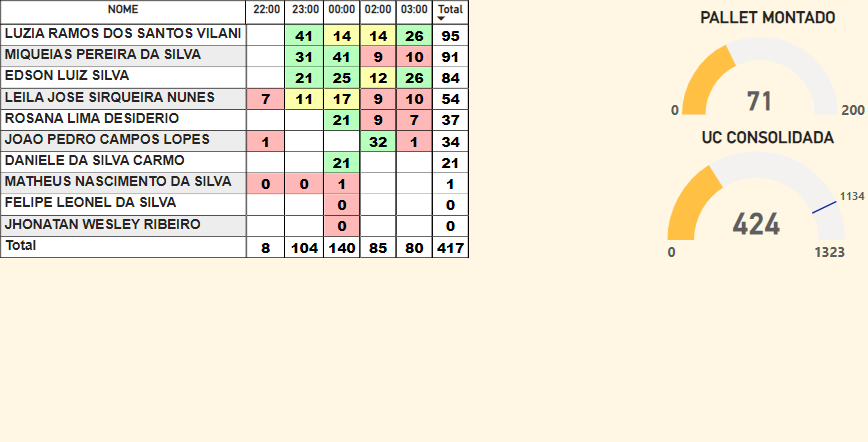 NOME 22:00 23:00 00:00 02:00 03:00 Total
LUZIA RAMOS DOS SANTOS VILANI 41 14 14 26 95
MIQUEIAS PEREIRA DA SILVA 31 41 9 10 91
EDSON LUIZ SILVA 21 25 12 26 84
LEILA JOSE SIRQUEIRA NUNES 7 11 17 9 10 54
ROSANA LIMA DESIDERIO 21 9 7 37
JOAO PEDRO CAMPOS LOPES 1 32 1 34
DANIELE DA SILVA CARMO 21 21
MATHEUS NASCIMENTO DA SILVA 0 0 1 1
FELIPE LEONEL DA SILVA 0 0
JHONATAN WESLEY RIBEIRO 0 0
Total 8 104 140 85 80 417
PALLET MONTADO
71
0 200
UC CONSOLIDADA
1134
424
0 1323